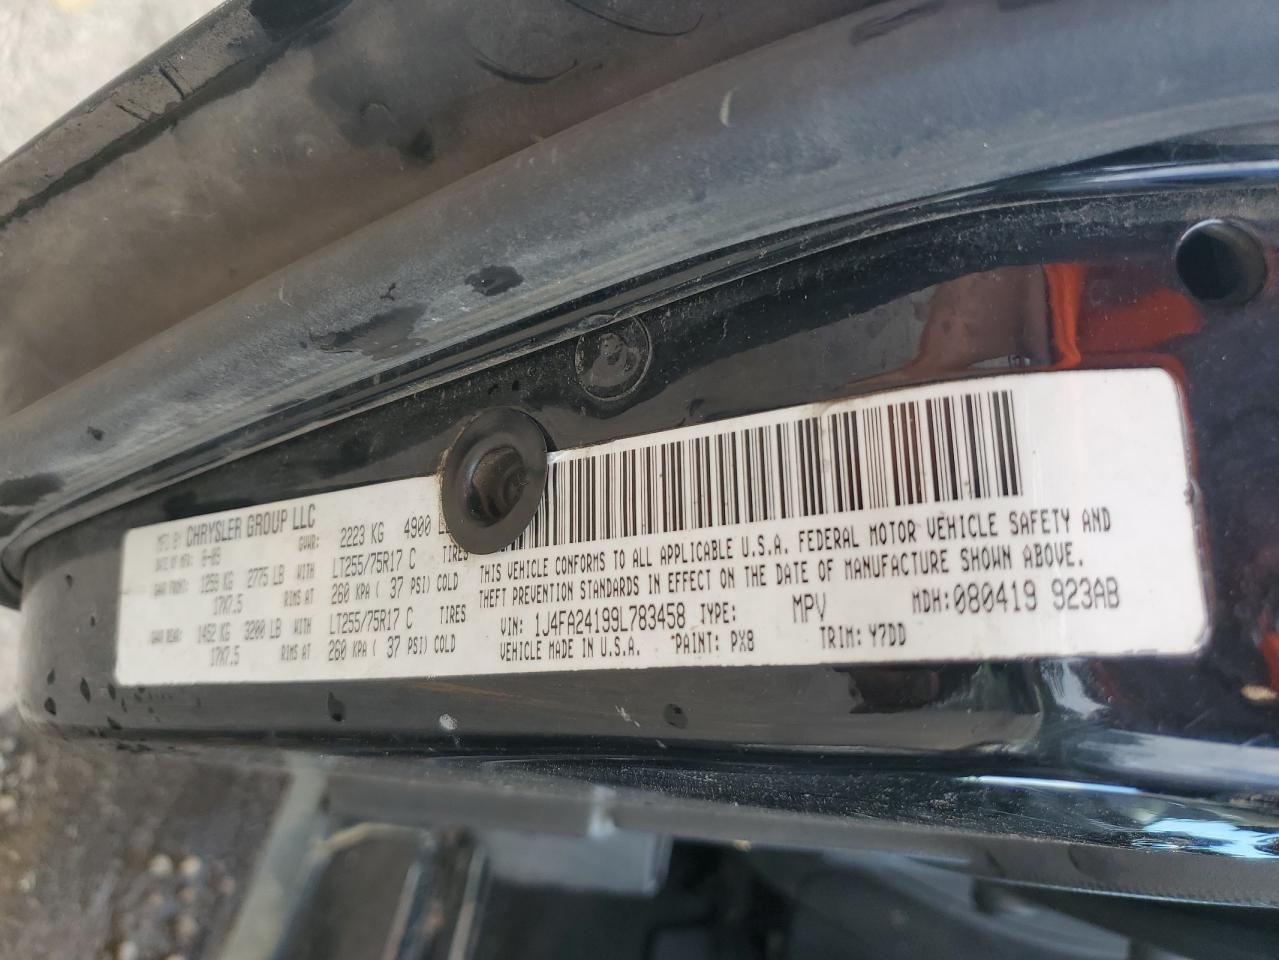 MFD BY CHRYSLER GROUP LLC
DATE OF MFR: 8-09 GVWR: 2223 KG 4900
GAWR FRONT: 1259 KG 2775 LB WITH LT255/75R17 C TIRES
17X7.5 RIMS AT 260 KPA ( 37 PSI) COLD
GAWR REAR: 1452 KG 3200 LB WITH LT255/75R17 C TIRES
17X7.5 RIMS AT 260 KPA ( 37 PSI) COLD
THIS VEHICLE CONFORMS TO ALL APPLICABLE U.S.A. FEDERAL MOTOR VEHICLE SAFETY AND
THEFT PREVENTION STANDARDS IN EFFECT ON THE DATE OF MANUFACTURE SHOWN ABOVE.
VIN: 1J4FA24199L783458 TYPE: MPV MDH: 080419 923AB
VEHICLE MADE IN U.S.A. PAINT: PX8 TRIM: Y7DD